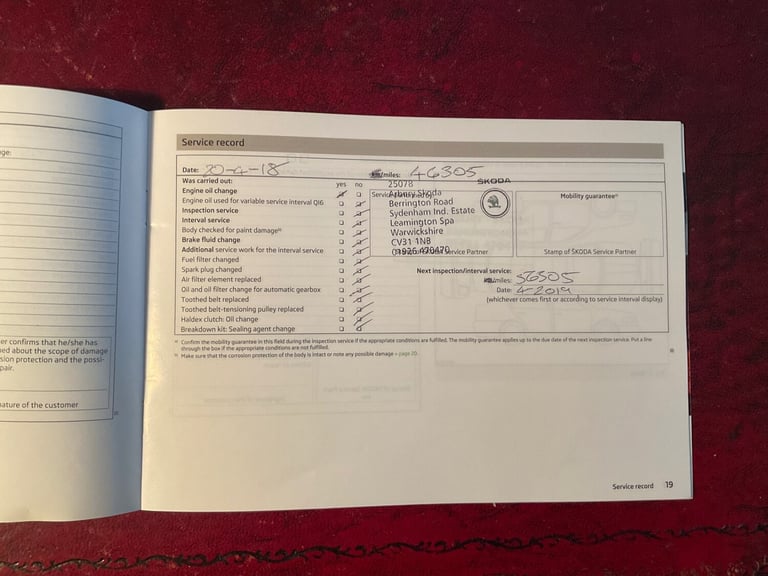 ge:
er confirms that he/she has
ed about the scope of damage
sion protection and the possi-
pair.
nature of the customer
Service record
Date: 20-4-18
km/miles: 46305
Was carried out:
yes no
Engine oil change
Engine oil used for variable service interval QI6
Inspection service
Interval service
Body checked for paint damage
Brake fluid change
Additional service work for the interval service
Fuel filter changed
Spark plug changed
Air filter element replaced
Oil and oil filter change for automatic gearbox
Toothed belt replaced
Toothed belt-tensioning pulley replaced
Haldex clutch: Oil change
Breakdown kit: Sealing agent change
25078
Arbury Skoda
Berrington Road
Sydenham Ind. Estate
Leamington Spa
Warwickshire
CV31 1NB
01926 420420
ŠKODA
Service Partner
Mobility guarantee
Stamp of ŠKODA Service Partner
Next inspection/interval service:
km/miles: 56305
Date: 4-2019
(whichever comes first or according to service interval display)
Confirm the mobility guarantee in this field during the inspection service if the appropriate conditions are fulfilled. The mobility guarantee applies up to the due date of the next inspection service. Put a line
through the box if the appropriate conditions are not fulfilled.
Make sure that the corrosion protection of the body is intact or note any possible damage » page 20.
Service record 19